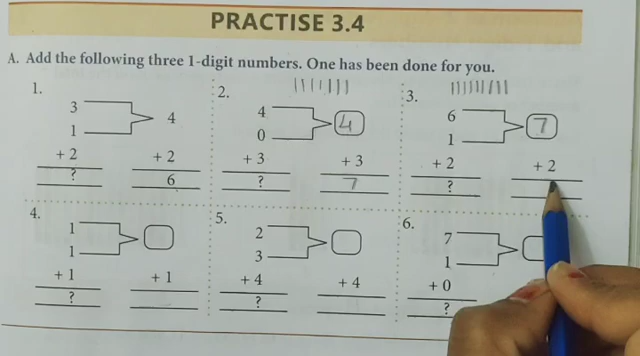 PRACTISE 3.4
A. Add the following three 1-digit numbers. One has been done for you.
1. 2. 3.
3 4 4 4 6 7
1 0 1
+ 2 + 2 + 3 + 3 + 2 + 2
? 6 ? 7 ?
4. 5. 6.
1 2 7
1 3 1
+ 1 + 1 + 4 + 4 + 0
? ? ?